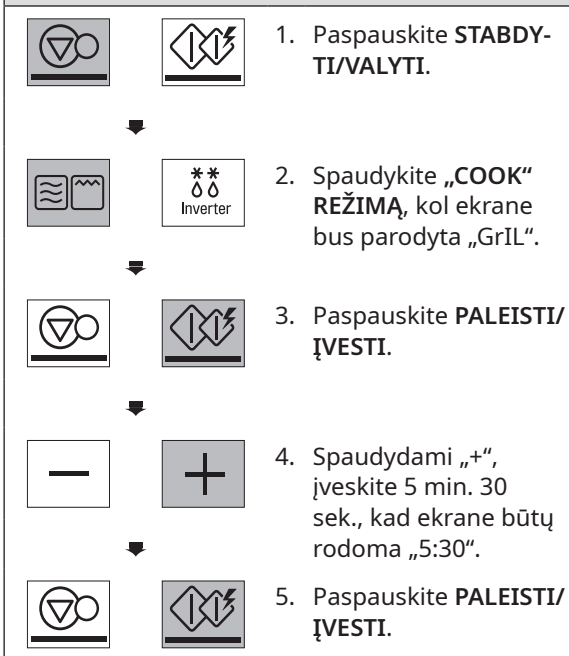 1. Paspauskite STABDY-
TI/VALYTI.
Inverter
2. Spaudykite „COOK“
REŽIMĄ, kol ekrane
bus parodyta „GrIL“.
3. Paspauskite PALEISTI/
ĮVESTI.
4. Spaudydami „+“,
įveskite 5 min. 30
sek., kad ekrane būtų
rodoma „5:30“.
5. Paspauskite PALEISTI/
ĮVESTI.